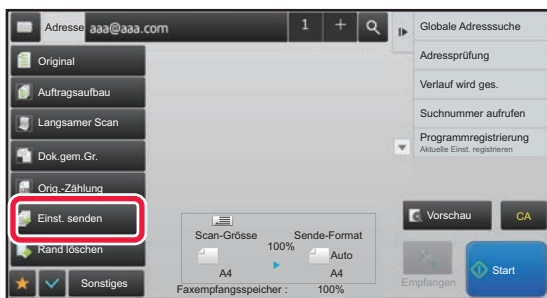 Adresse aaa@aaa.com 1 +
Original
Auftragsaufbau
Langsamer Scan
Dok.gem.Gr.
Orig.-Zählung
Einst. senden
Rand löschen
Sonstiges
Scan-Grösse
100%
Sende-Format
Auto
A4
A4
Faxempfangsspeicher : 100%
Globale Adresssuche
Adressprüfung
Verlauf wird ges.
Suchnummer aufrufen
Programmregistrierung
Aktuelle Einst. registrieren
Vorschau
CA
Empfangen
Start